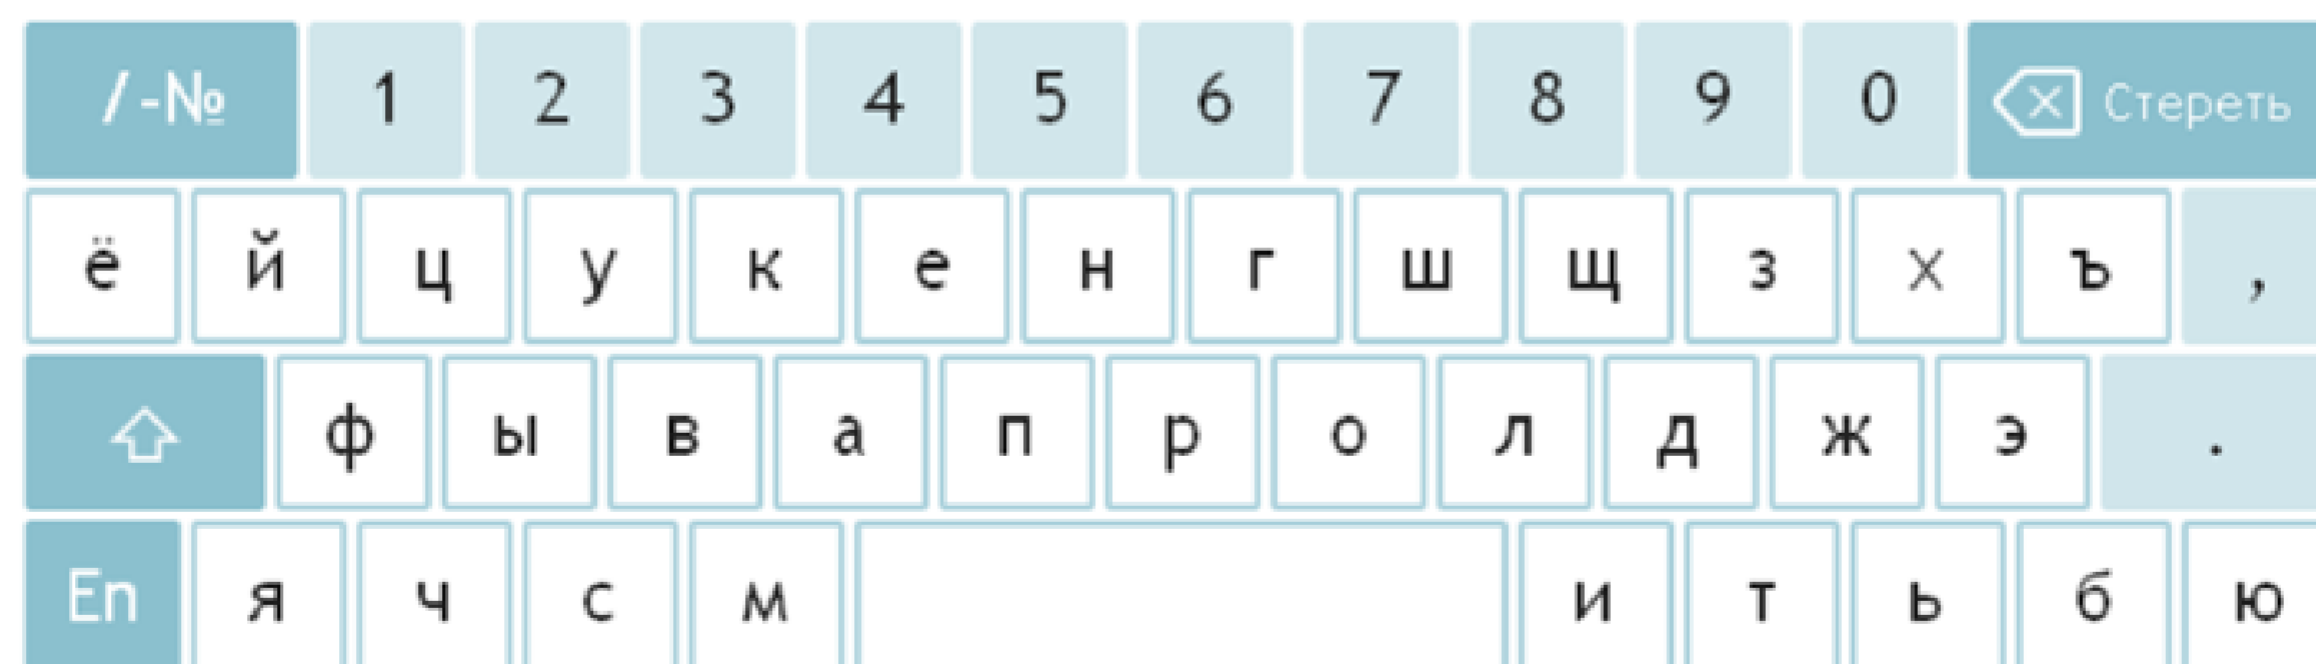 / -№ 1 2 3 4 5 6 7 8 9 0 Стереть
ё й ц у к е н г ш щ з х ъ ,
ф ы в а п р о л д ж э .
En я ч с м и т ь б ю